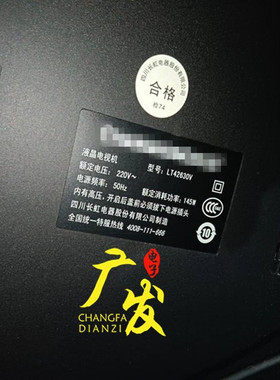 四川长虹电器股份有限公司
合格
检74
液晶电视机
型号：LT42630V
额定电压：220V~
额定消耗功率：145W
电源频率：50Hz
内有高压，开启后盖前必须拔下电源插头
四川长虹电器股份有限公司制造
全国统一特服热线 4008-111-666
CCC
10
广发
电子
CHANGFA
DIANZI